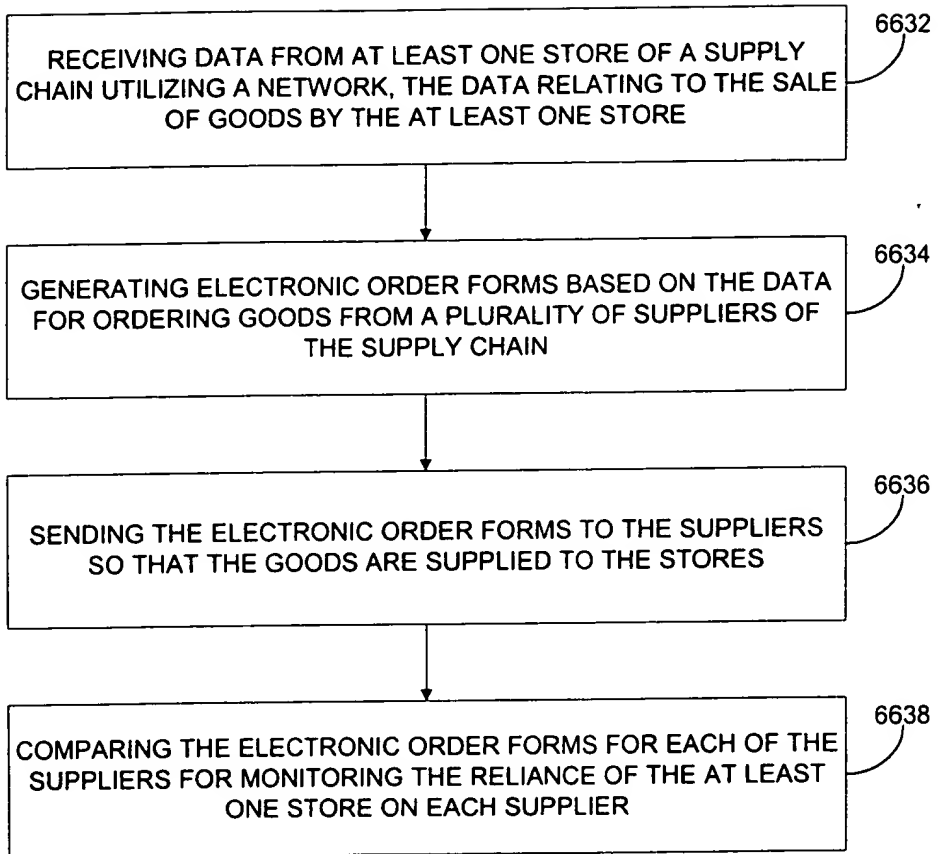 6632
RECEIVING DATA FROM AT LEAST ONE STORE OF A SUPPLY
CHAIN UTILIZING A NETWORK, THE DATA RELATING TO THE SALE
OF GOODS BY THE AT LEAST ONE STORE
6634
GENERATING ELECTRONIC ORDER FORMS BASED ON THE DATA
FOR ORDERING GOODS FROM A PLURALITY OF SUPPLIERS OF
THE SUPPLY CHAIN
6636
SENDING THE ELECTRONIC ORDER FORMS TO THE SUPPLIERS
SO THAT THE GOODS ARE SUPPLIED TO THE STORES
6638
COMPARING THE ELECTRONIC ORDER FORMS FOR EACH OF THE
SUPPLIERS FOR MONITORING THE RELIANCE OF THE AT LEAST
ONE STORE ON EACH SUPPLIER